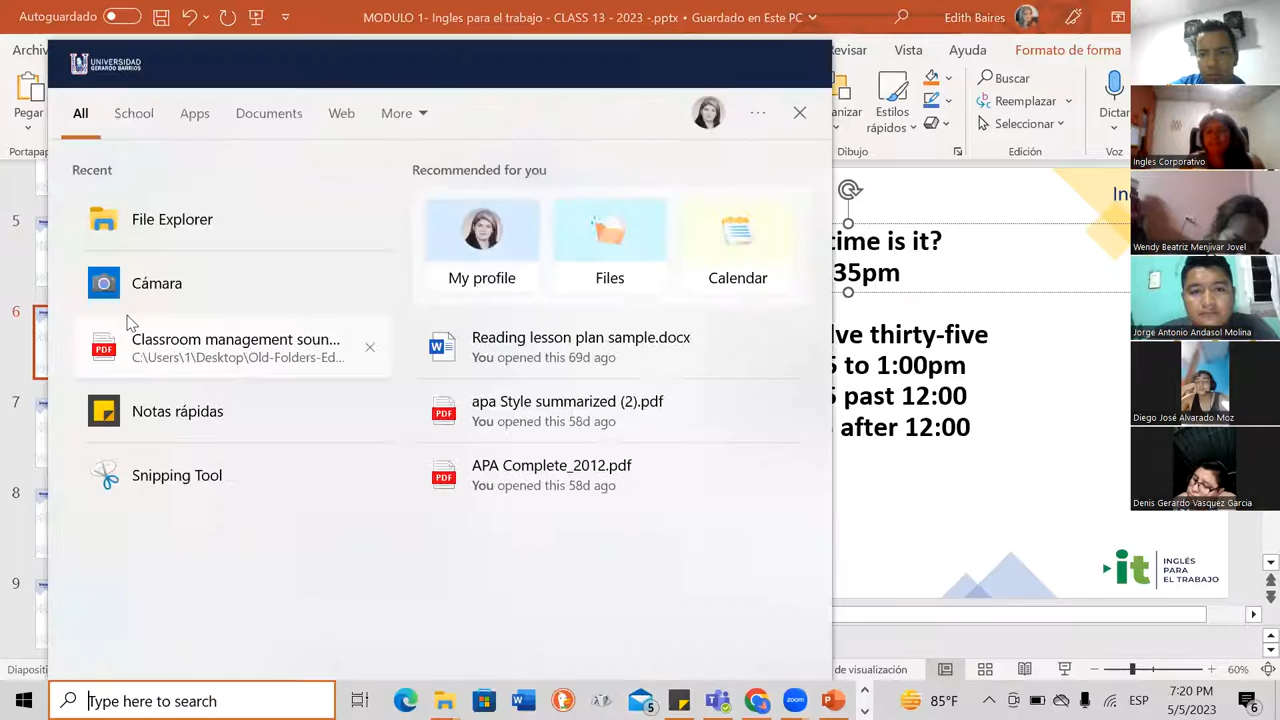 Autoguardado
MODULO 1- Ingles para el trabajo - CLASS 13 - 2023 -.pptx • Guardado en Este PC
Edith Baires
Archiv
evisar
Vista
Ayuda
Formato de forma
Pegar
Portapap
anizar
Estilos
rápidos
Dibujo
Buscar
Reemplazar
Seleccionar
Edición
Dictar
Voz
UNIVERSIDAD
GERARDO BARRIOS
All
School
Apps
Documents
Web
More
Recent
File Explorer
Cámara
Classroom management soun...
C:\Users\1\Desktop\Old-Folders-Ed...
Notas rápidas
Snipping Tool
Recommended for you
My profile
Files
Calendar
Reading lesson plan sample.docx
You opened this 69d ago
apa Style summarized (2).pdf
You opened this 58d ago
APA Complete_2012.pdf
You opened this 58d ago
5
6
7
8
9
In
time is it?
35pm
lve thirty-five
to 1:00pm
past 12:00
after 12:00
it
INGLÉS
PARA
EL TRABAJO
Ingles Corporativo
Wendy Beatriz Menjivar Jovel
Jorge Antonio Andasol Molina
Diego José Alvarado Moz
Denis Gerardo Vasquez Garcia
Diaposit
de visualización
60%
Type here to search
5
85°F
ESP
7:20 PM
5/5/2023
6